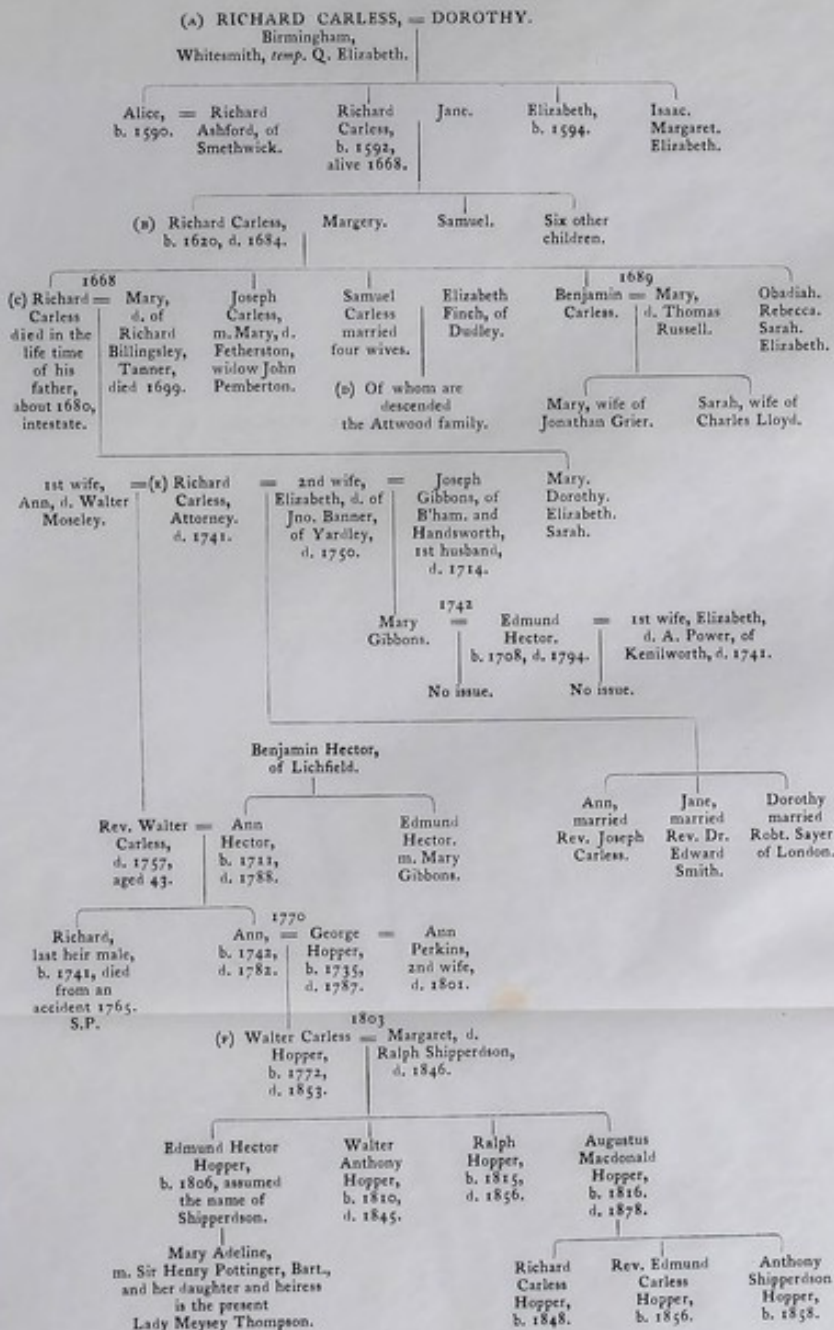 (A) RICHARD CARLESS, = DOROTHY.
Birmingham,
Whitesmith, temp. Q. Elizabeth.
Alice, = Richard
b. 1590. Ashford, of
Smethwick.
Richard
Carless,
b. 1592,
alive 1668.
Jane.
Elizabeth,
b. 1594.
Isaac.
Margaret.
Elizabeth.
(B) Richard Carless,
b. 1620, d. 1684.
Margery.
Samuel.
Six other
children.
1668
(C) Richard =
Carless
died in the
life time
of his
father,
about 1680,
intestate.
Mary,
d. of
Richard
Billingsley,
Tanner,
died 1699.
Joseph
Carless,
m. Mary, d.
Fetherston,
widow John
Pemberton.
Samuel
Carless
married
four wives.
Elizabeth
Finch, of
Dudley.
(D) Of whom are
descended
the Attwood family.
1689
Benjamin =
Carless.
Mary,
d. Thomas
Russell.
Obadiah.
Rebecca.
Sarah.
Elizabeth.
Mary, wife of
Jonathan Grier.
Sarah, wife of
Charles Lloyd.
1st wife, =
Ann, d. Walter
Moseley.
(E) Richard =
Carless,
Attorney.
d. 1741.
2nd wife, =
Elizabeth, d. of
Jno. Banner,
of Yardley,
d. 1750.
Joseph
Gibbons, of
B'ham. and
Handsworth,
1st husband,
d. 1714.
Mary.
Dorothy.
Elizabeth.
Sarah.
1742
Mary =
Gibbons.
Edmund =
Hector.
b. 1708, d. 1794.
1st wife, Elizabeth,
d. A. Power, of
Kenilworth, d. 1741.
No issue.
No issue.
Benjamin Hector,
of Lichfield.
Rev. Walter =
Carless,
d. 1757,
aged 43.
Ann
Hector,
b. 1711,
d. 1788.
Edmund
Hector.
m. Mary
Gibbons.
Ann,
married
Rev. Joseph
Carless.
Jane,
married
Rev. Dr.
Edward
Smith.
Dorothy
married
Robt. Sayer
of London.
Richard,
last heir male,
b. 1741, died
from an
accident 1765.
S.P.
1770
Ann, =
b. 1742,
d. 1782.
George =
Hopper,
b. 1735,
d. 1787.
Ann
Perkins,
2nd wife,
d. 1801.
1803
(F) Walter Carless =
Hopper,
b. 1772,
d. 1853.
Margaret, d.
Ralph Shipperdson,
d. 1846.
Edmund Hector
Hopper,
b. 1806, assumed
the name of
Shipperdson.
Walter
Anthony
Hopper,
b. 1810,
d. 1845.
Ralph
Hopper,
b. 1815,
d. 1856.
Augustus
Macdonald
Hopper,
b. 1816.
d. 1878.
Mary Adeline,
m. Sir Henry Pottinger, Bart.,
and her daughter and heiress
is the present
Lady Meysey Thompson.
Richard
Carless
Hopper,
b. 1848.
Rev. Edmund
Carless
Hopper,
b. 1856.
Anthony
Shipperdson
Hopper,
b. 1858.